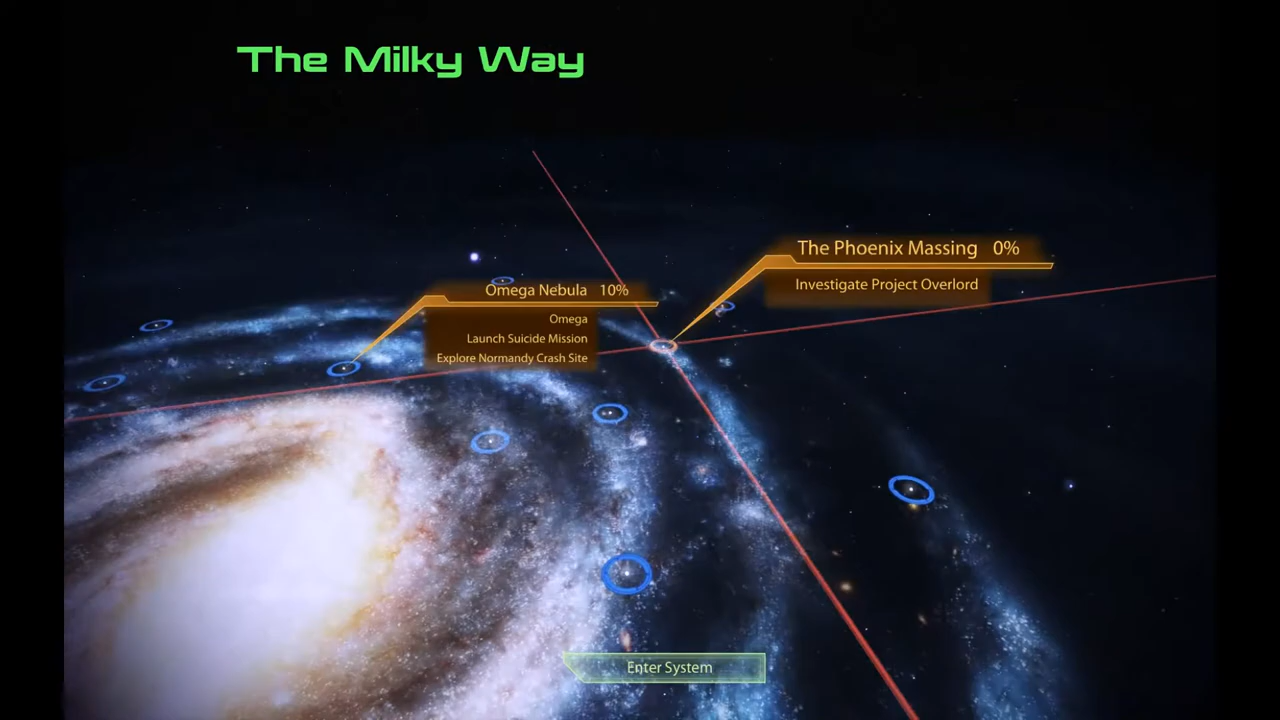 The Milky Way
The Phoenix Massing 0%
Investigate Project Overlord
Omega Nebula 10%
Omega
Launch Suicide Mission
Explore Normandy Crash Site
Enter System